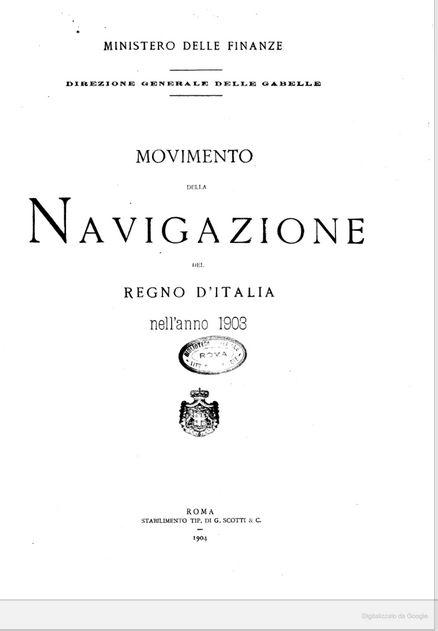 MINISTERO DELLE FINANZE
DIREZIONE GENERALE DELLE GABELLE
MOVIMENTO
DELLA
NAVIGAZIONE
DEL
REGNO D'ITALIA
nell'anno 1903
ROMA
ROMA
STABILIMENTO TIP. DI G. SCOTTI & C.
1904
Digitalizzato da Google